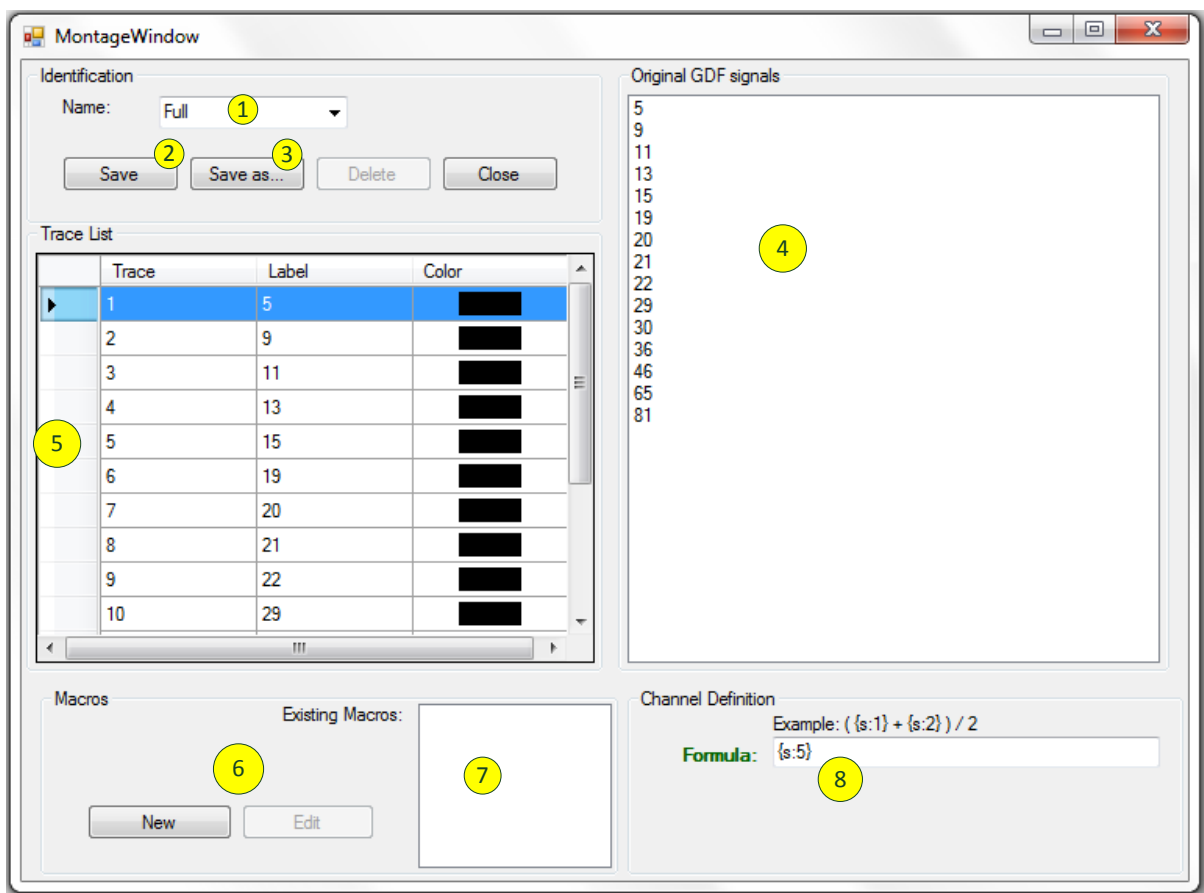 MontageWindow
Identification
Name: Full 1
2 3
Save Save as... Delete Close
Trace List
Trace Label Color
1 5
2 9
3 11
4 13
5 15
6 19
7 20
8 21
9 22
10 29
5
Original GDF signals
5
9
11
13
15
19
20
21
22
29
30
36
46
65
81
4
Macros
Existing Macros:
6
7
New Edit
Channel Definition
Example: ( {s:1} + {s:2} ) / 2
Formula: {s:5}
8